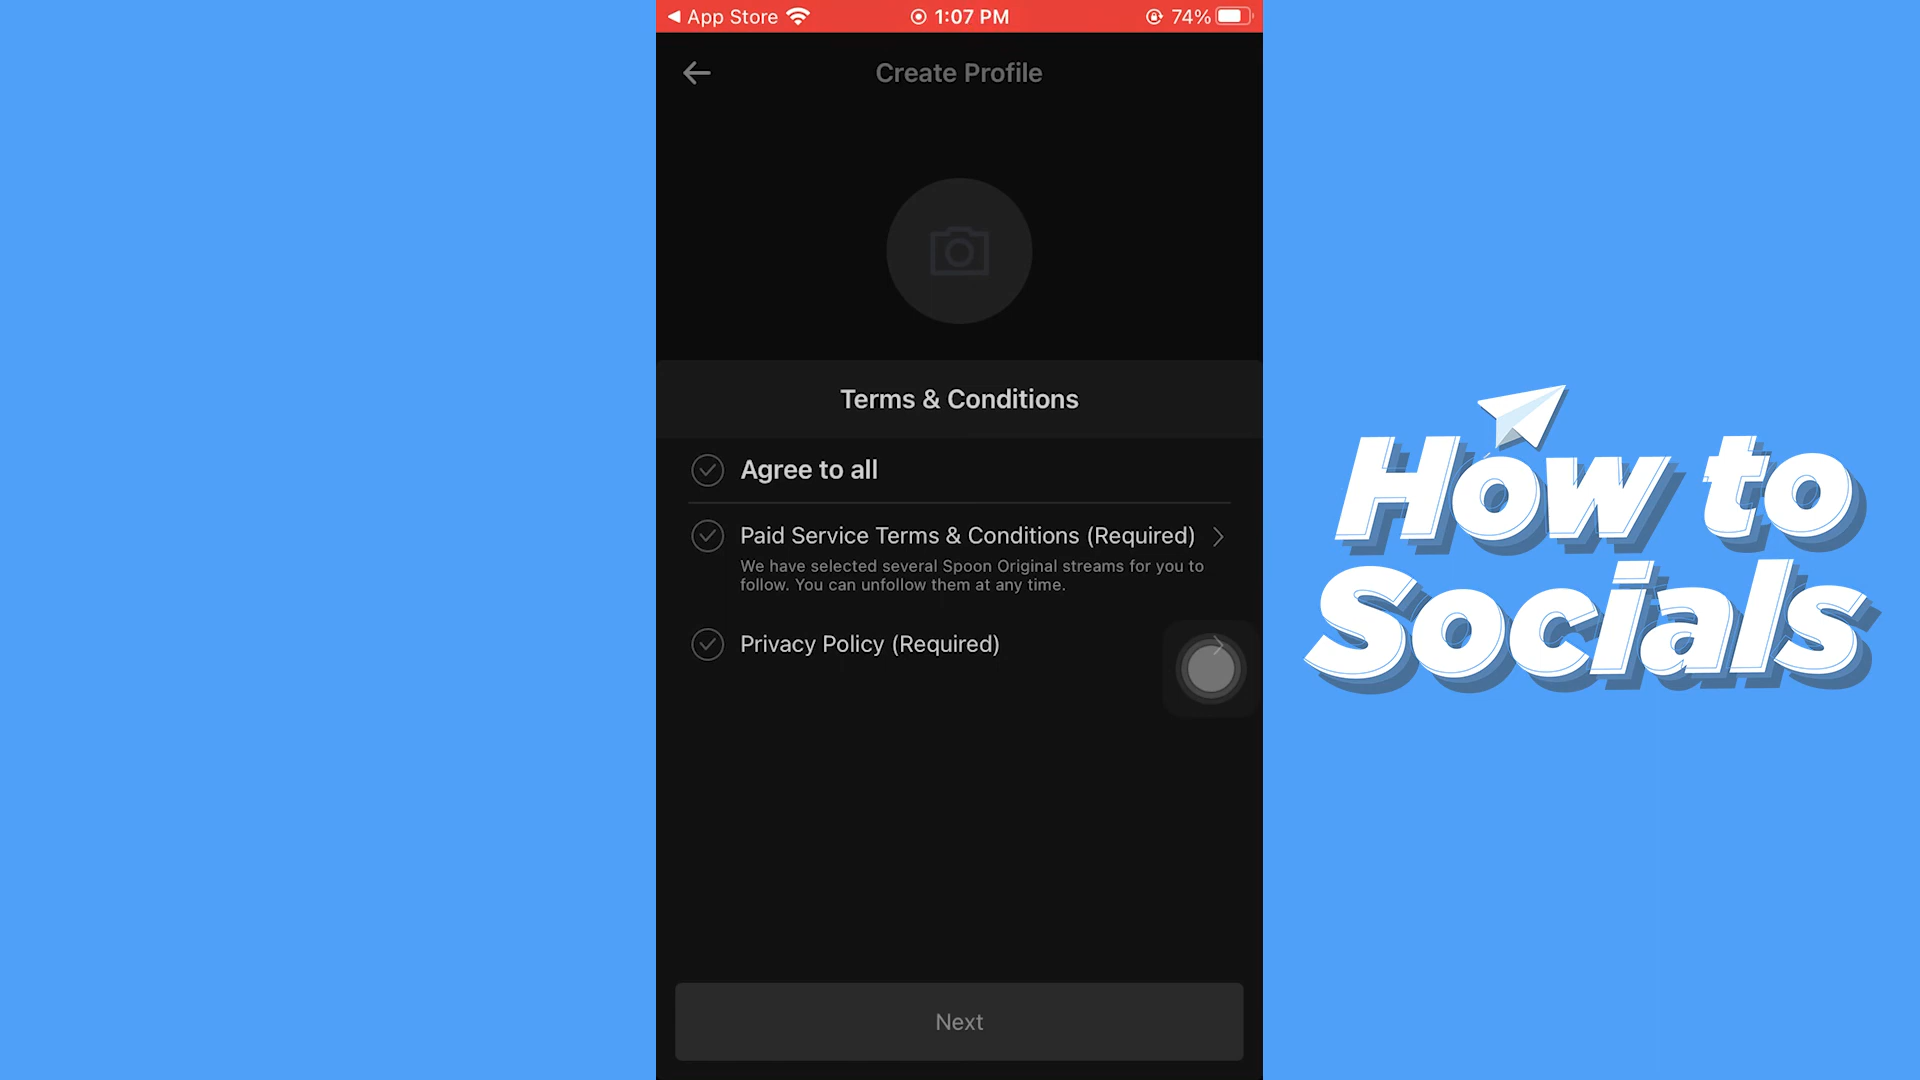 App Store
1:07 PM
74%
Create Profile
Terms & Conditions
Agree to all
Paid Service Terms & Conditions (Required)
We have selected several Spoon Original streams for you to
follow. You can unfollow them at any time.
Privacy Policy (Required)
Next
How to
Socials